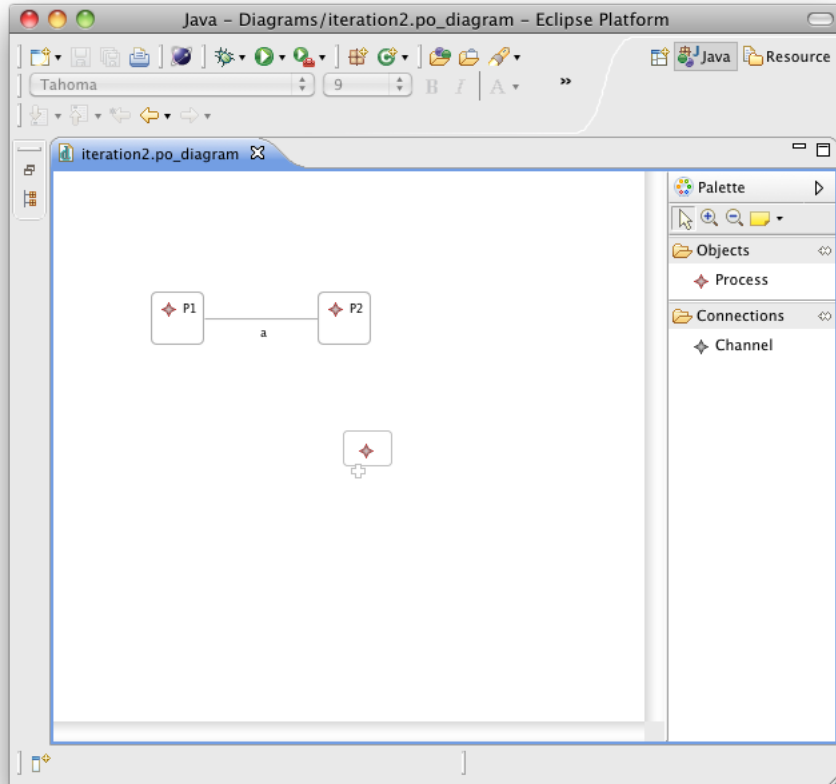 Java – Diagrams/iteration2.po_diagram – Eclipse Platform
Java Resource
Tahoma 9 B I A »
iteration2.po_diagram
Palette
Objects
Process
Connections
Channel
P1 P2
a